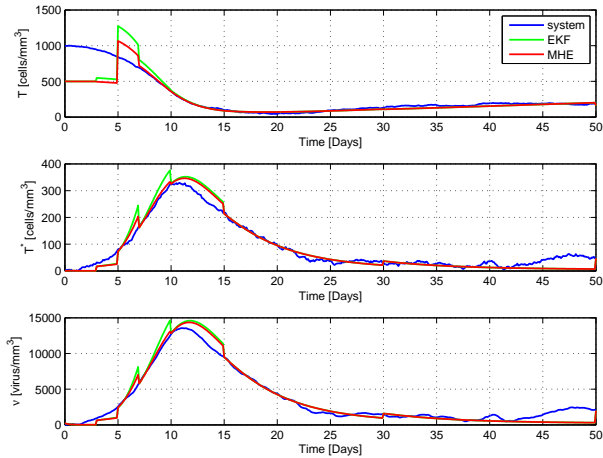 1500
1000
500
0
T [cells/mm³]
system
EKF
MHE
0 5 10 15 20 25 30 35 40 45 50
Time [Days]
400
300
200
100
0
T* [cells/mm³]
0 5 10 15 20 25 30 35 40 45 50
Time [Days]
15000
10000
5000
0
v [virus/mm³]
0 5 10 15 20 25 30 35 40 45 50
Time [Days]